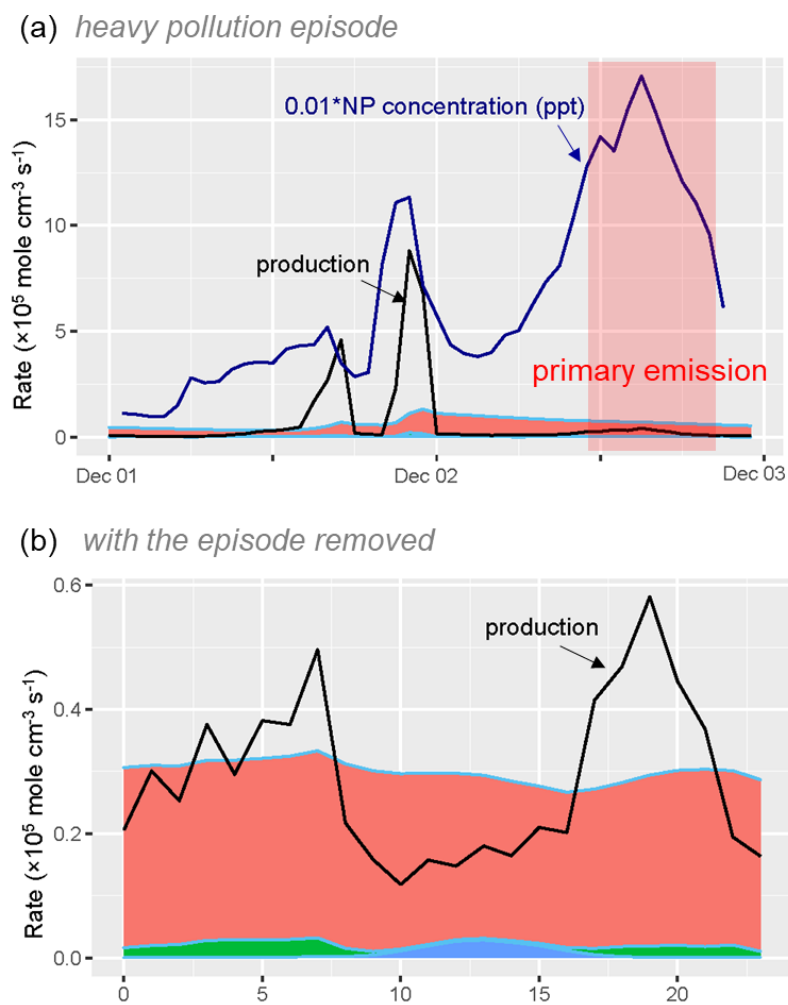 (a) heavy pollution episode
0.01*NP concentration (ppt)
production
primary emission
Rate (×10⁵ mole cm⁻³ s⁻¹)
15
10
5
0
Dec 01 Dec 02 Dec 03
(b) with the episode removed
production
Rate (×10⁵ mole cm⁻³ s⁻¹)
0.6
0.4
0.2
0.0
0 5 10 15 20